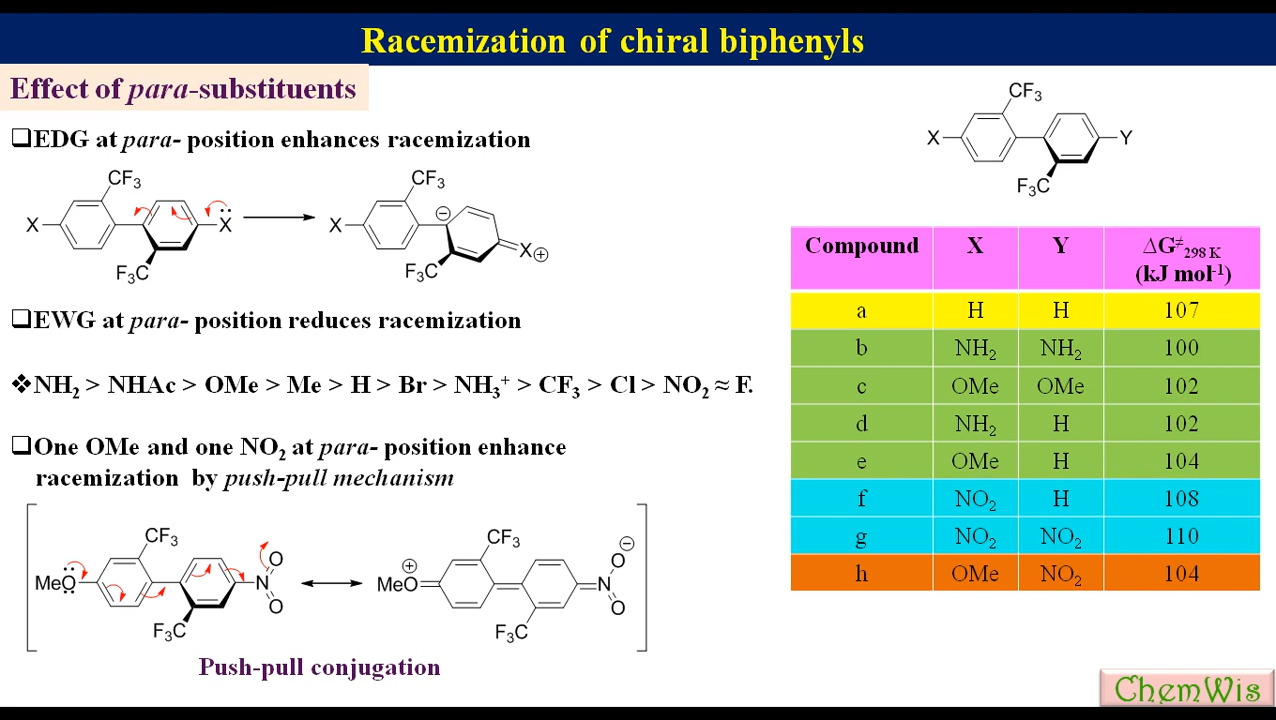 Racemization of chiral biphenyls
Effect of para-substituents
❑EDG at para- position enhances racemization
CF3
X
F3C
X
CF3
X
⊖
F3C
X⊕
❑EWG at para- position reduces racemization
❖NH2 > NHAc > OMe > Me > H > Br > NH3+ > CF3 > Cl > NO2 ≈ F.
❑One OMe and one NO2 at para- position enhance
racemization by push-pull mechanism
CF3
MeO
F3C
N
O
O
CF3
⊕
MeO
F3C
N
O
⊖
O
Push-pull conjugation
CF3
X
Y
F3C
Compound X Y ΔG≠298 K
(kJ mol-1)
a H H 107
b NH2 NH2 100
c OMe OMe 102
d NH2 H 102
e OMe H 104
f NO2 H 108
g NO2 NO2 110
h OMe NO2 104
ChemWis